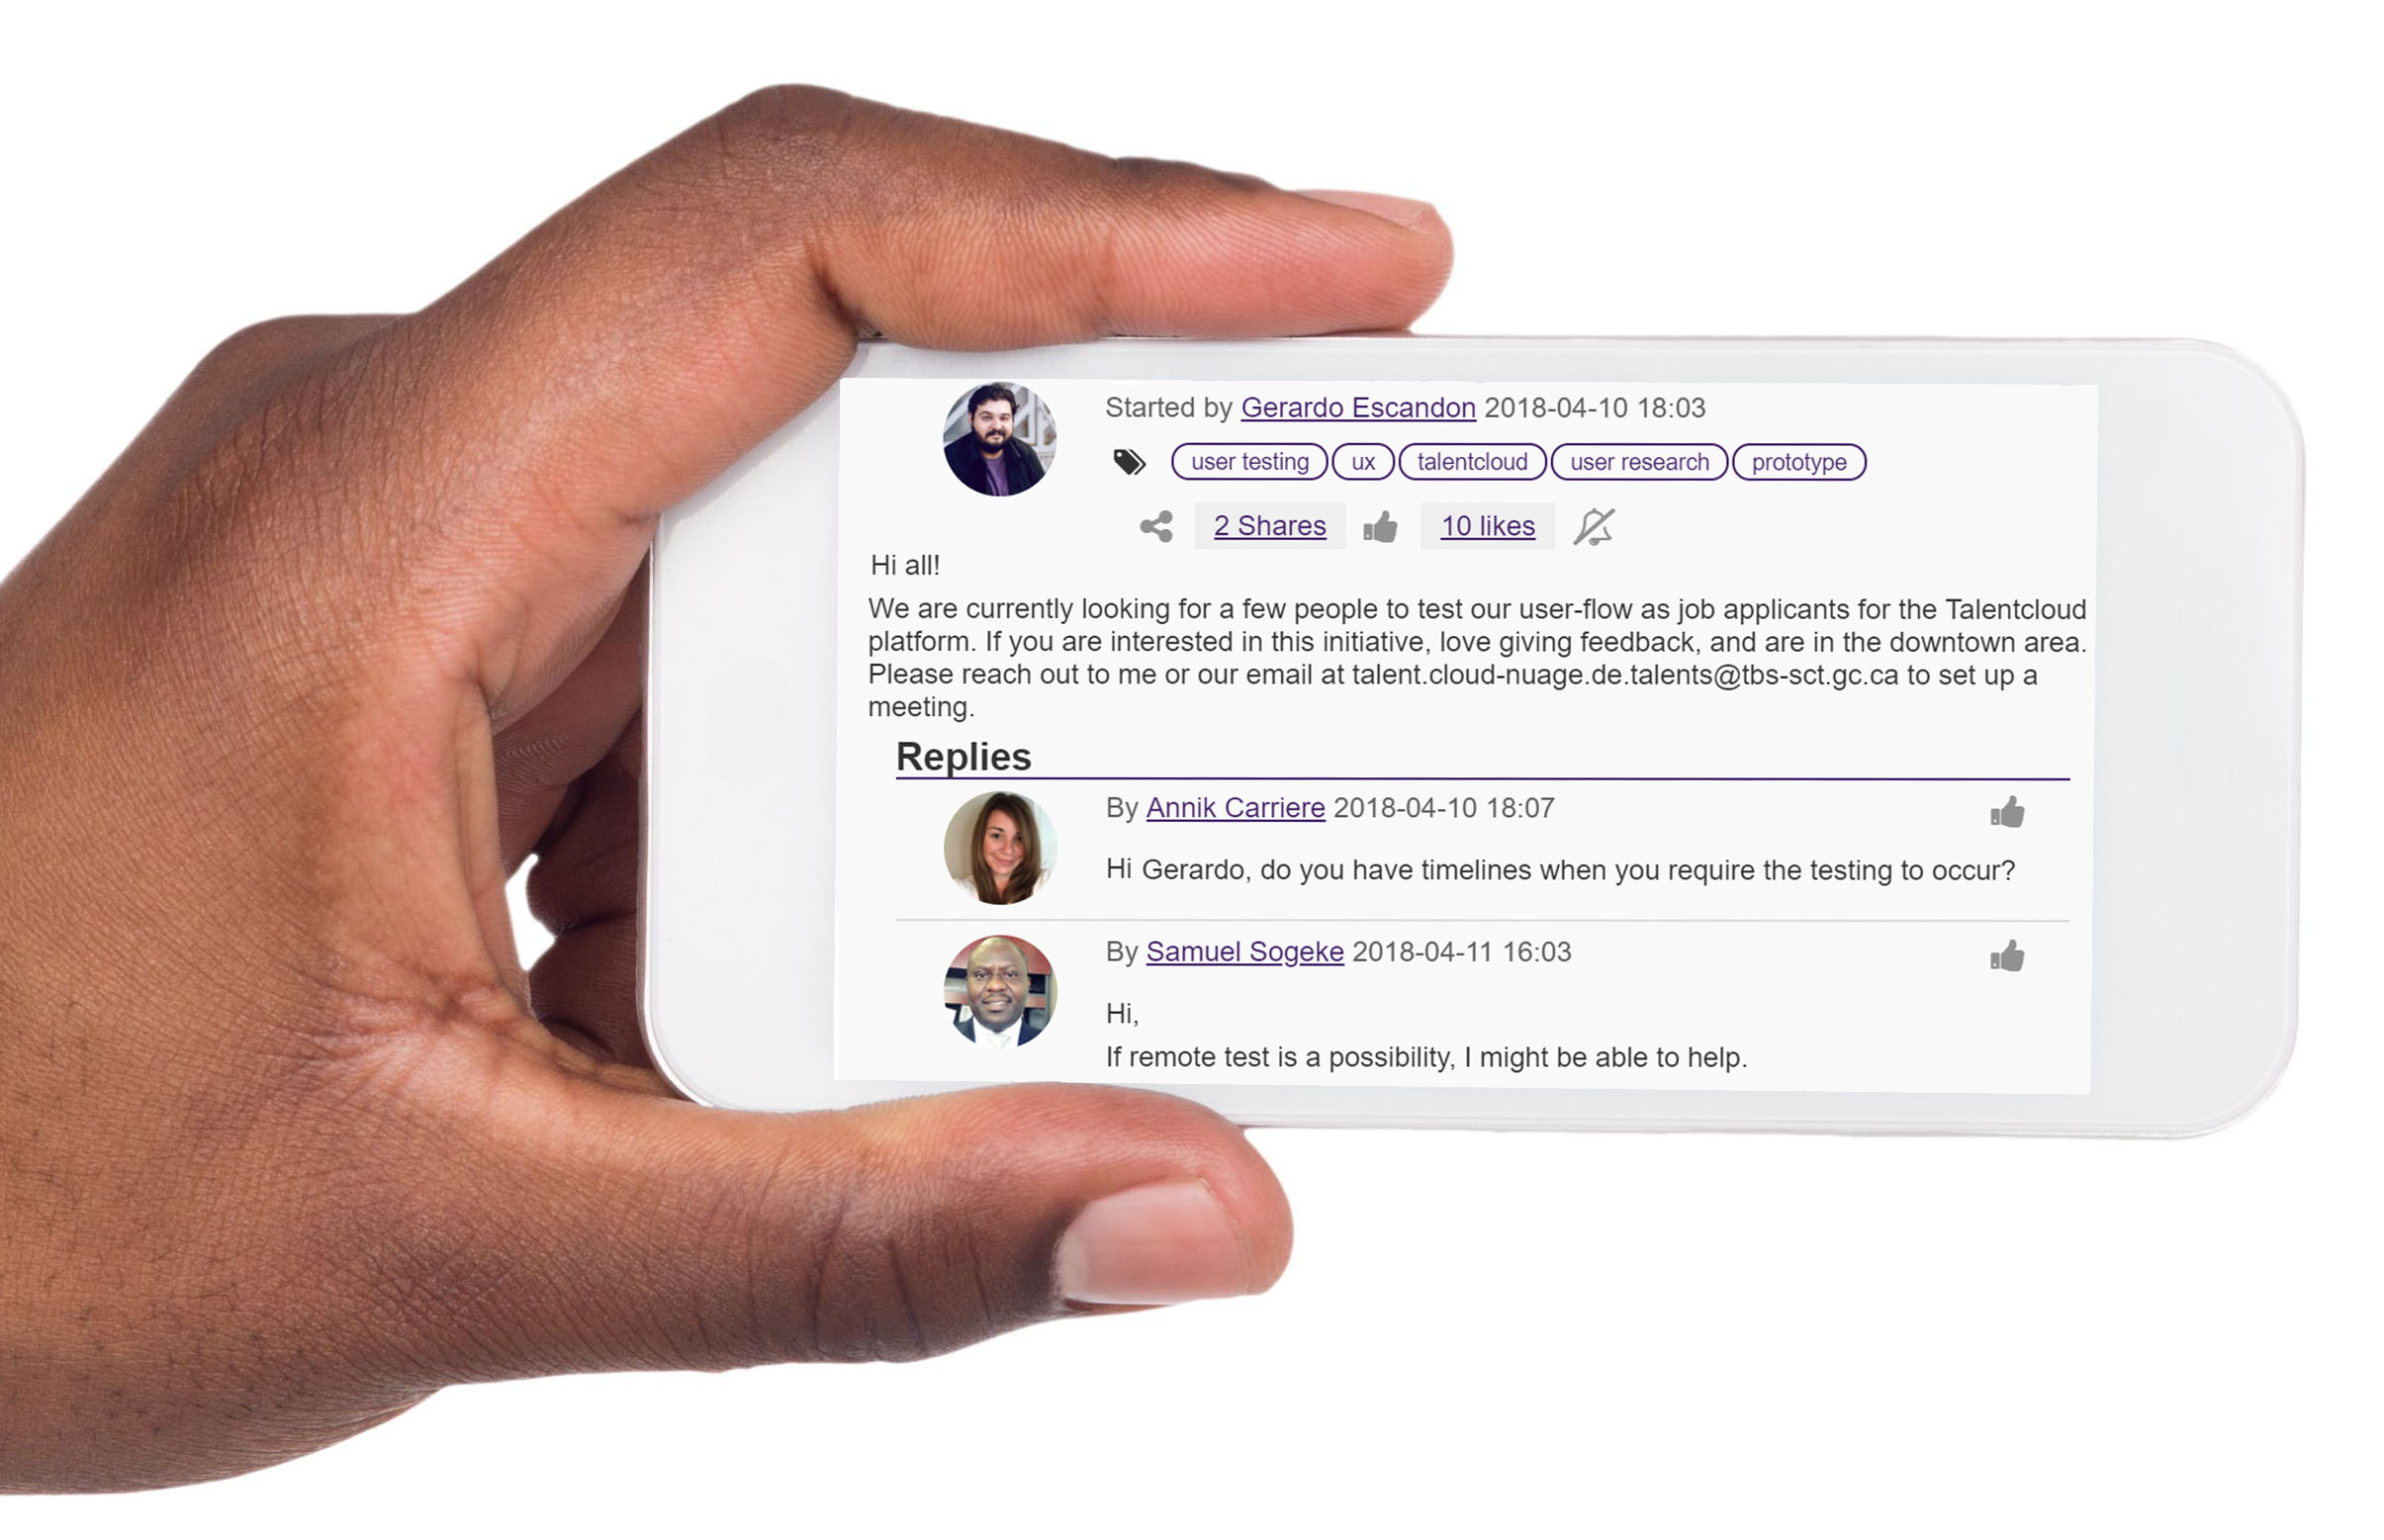 Started by Gerardo Escandon 2018-04-10 18:03
user testing ux talentcloud user research prototype
2 Shares 10 likes
Hi all!
We are currently looking for a few people to test our user-flow as job applicants for the Talentcloud
platform. If you are interested in this initiative, love giving feedback, and are in the downtown area.
Please reach out to me or our email at talent.cloud-nuage.de.talents@tbs-sct.gc.ca to set up a
meeting.
Replies
By Annik Carriere 2018-04-10 18:07
Hi Gerardo, do you have timelines when you require the testing to occur?
By Samuel Sogeke 2018-04-11 16:03
Hi,
If remote test is a possibility, I might be able to help.